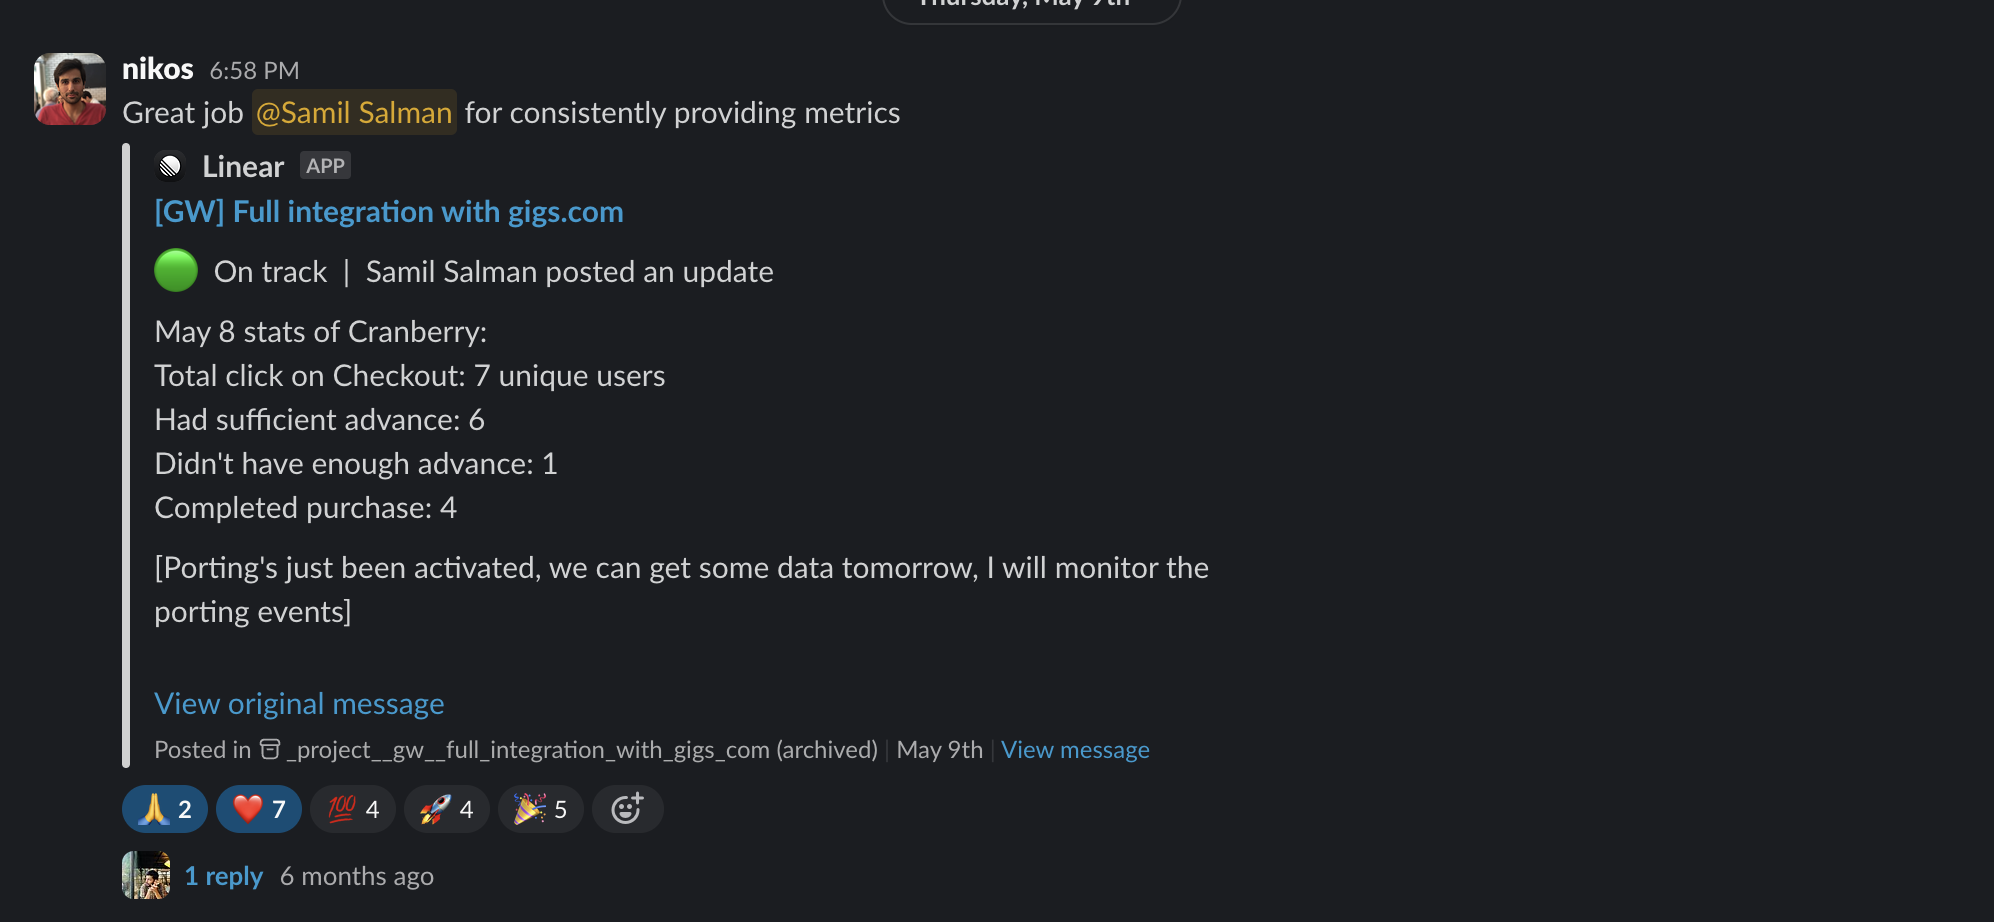 Thursday, May 9th
nikos 6:58 PM
Great job @Samil Salman for consistently providing metrics
Linear APP
[GW] Full integration with gigs.com
On track | Samil Salman posted an update
May 8 stats of Cranberry:
Total click on Checkout: 7 unique users
Had sufficient advance: 6
Didn't have enough advance: 1
Completed purchase: 4
[Porting's just been activated, we can get some data tomorrow, I will monitor the
porting events]
View original message
Posted in _project__gw__full_integration_with_gigs_com (archived) | May 9th | View message
2 7 💯 4 4 5
1 reply 6 months ago